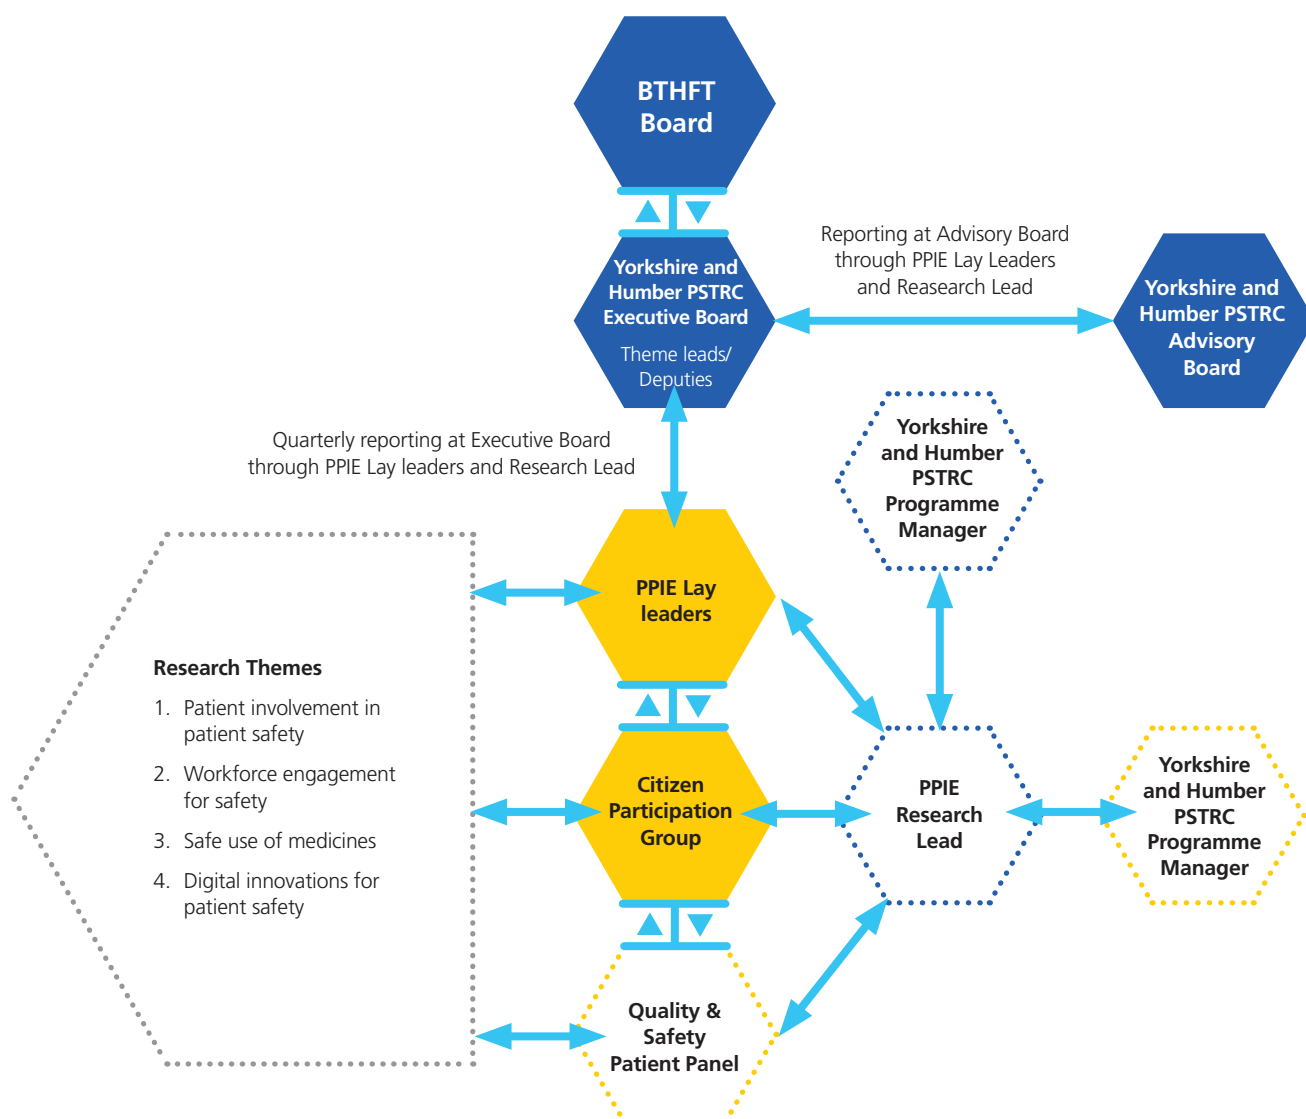 BTHFT
Board
Yorkshire and
Humber PSTRC
Executive Board
Theme leads/
Deputies
Reporting at Advisory Board
through PPIE Lay Leaders
and Reasearch Lead
Yorkshire and
Humber PSTRC
Advisory
Board
Quarterly reporting at Executive Board
through PPIE Lay leaders and Research Lead
Yorkshire
and Humber
PSTRC
Programme
Manager
PPIE Lay
leaders
Research Themes
1. Patient involvement in
patient safety
2. Workforce engagement
for safety
3. Safe use of medicines
4. Digital innovations for
patient safety
Citizen
Participation
Group
PPIE
Research
Lead
Yorkshire
and Humber
PSTRC
Programme
Manager
Quality &
Safety
Patient Panel